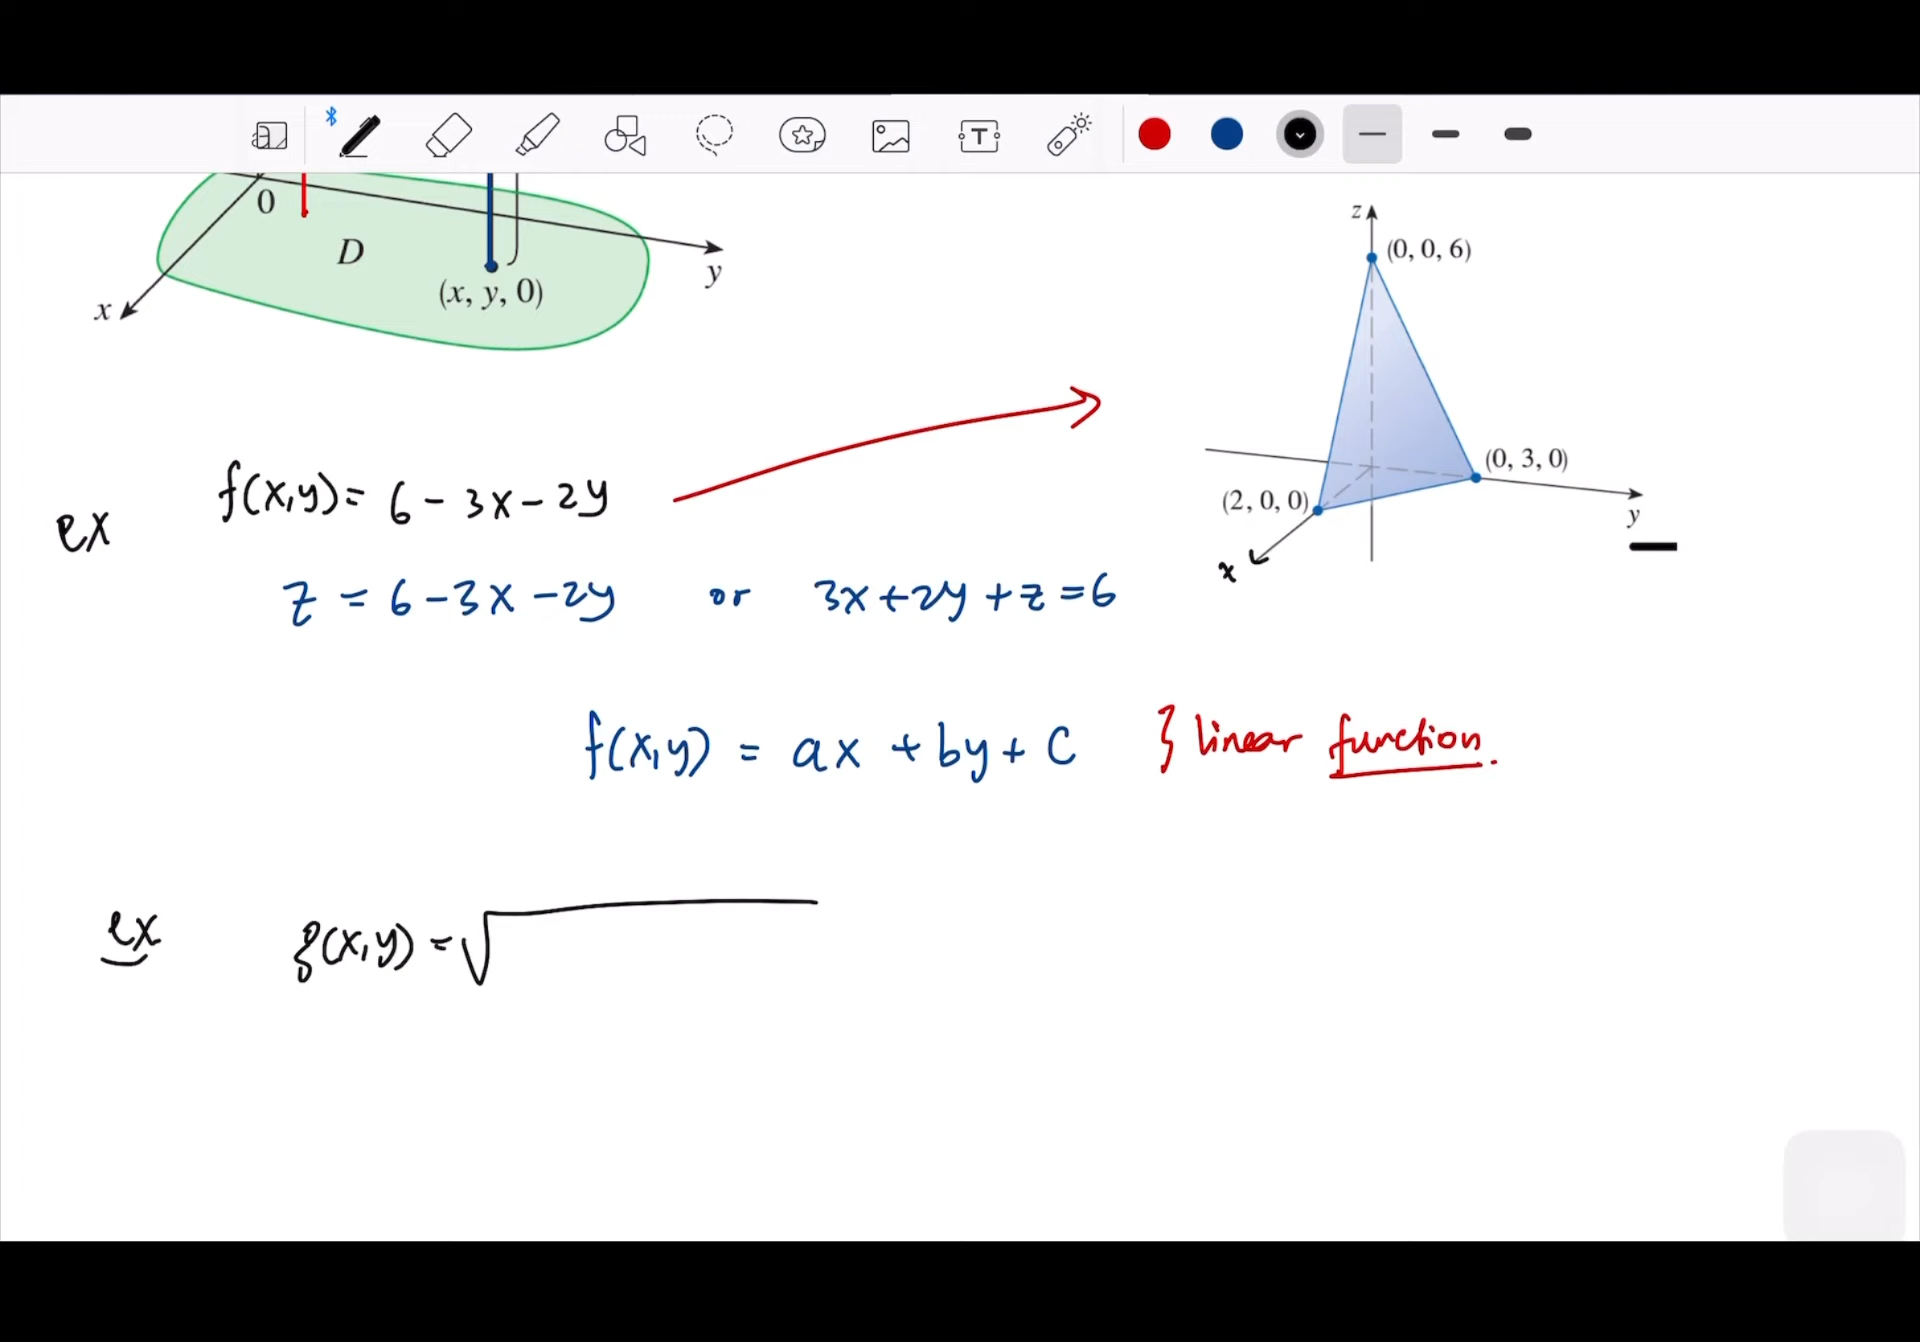 0
D
(x, y, 0)
y
x
z
(0, 0, 6)
(0, 3, 0)
(2, 0, 0)
y
x
ex f(x,y) = 6 - 3x - 2y
z = 6 - 3x - 2y or 3x + 2y + z = 6
f(x,y) = ax + by + c } linear function.
ex g(x,y) = √